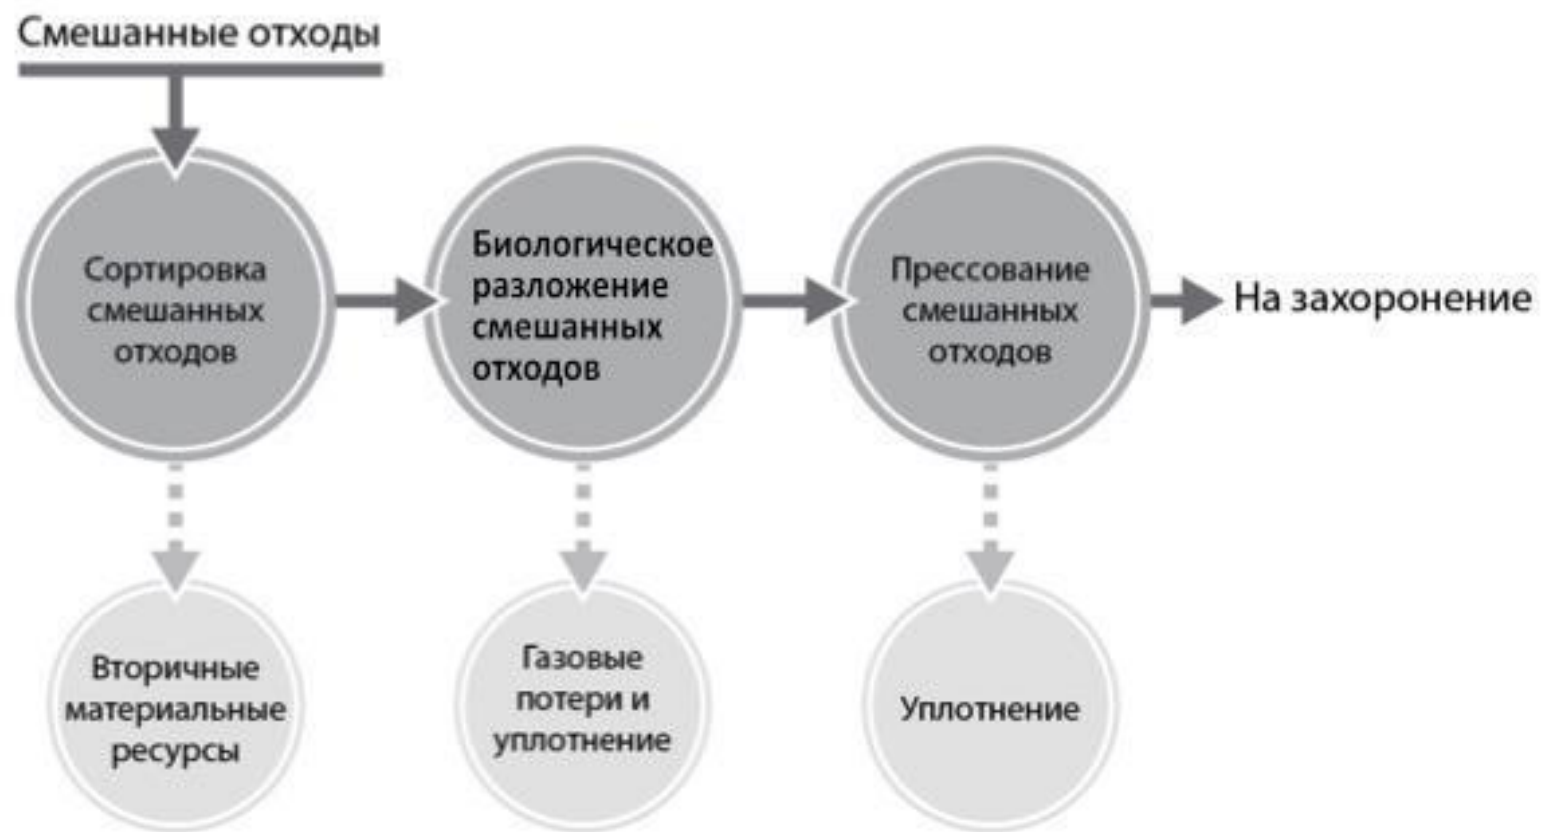 Смешанные отходы
Сортировка
смешанных
отходов
Биологическое
разложение
смешанных
отходов
Прессование
смешанных
отходов
На захоронение
Вторичные
материальные
ресурсы
Газовые
потери и
уплотнение
Уплотнение